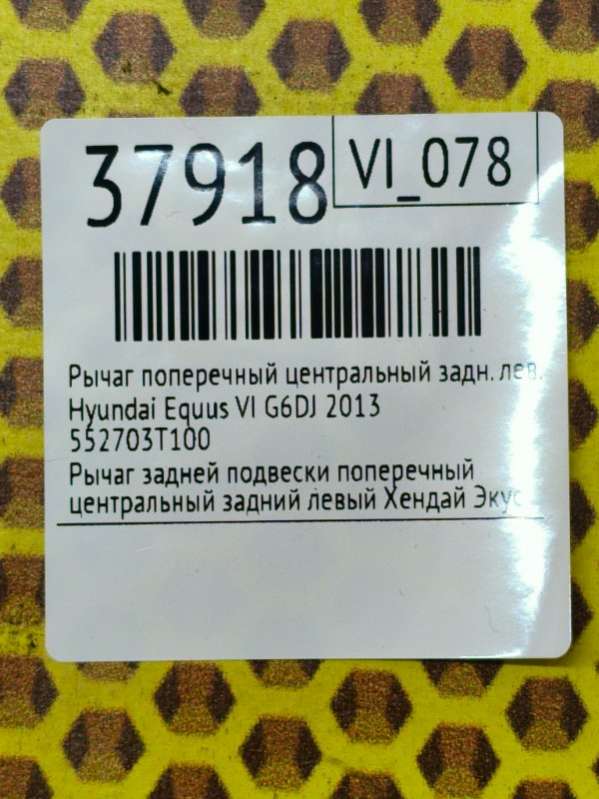 37918
VI_078
Рычаг поперечный центральный задн. лев.
Hyundai Equus VI G6DJ 2013
552703T100
Рычаг задней подвески поперечный
центральный задний левый Хендай Экус